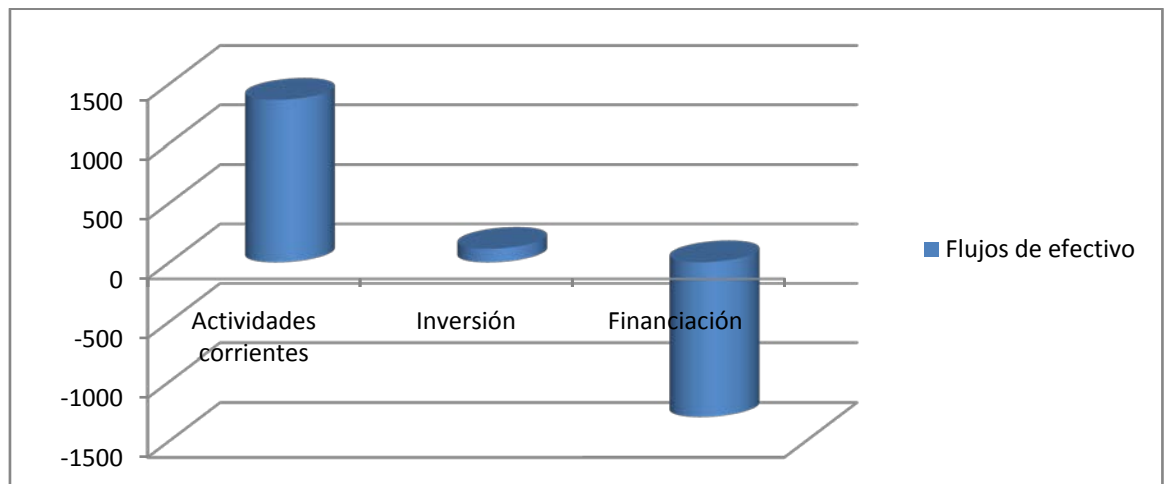 1500
1000
500
0
-500
-1000
-1500
Actividades
corrientes
Inversión
Financiación
Flujos de efectivo